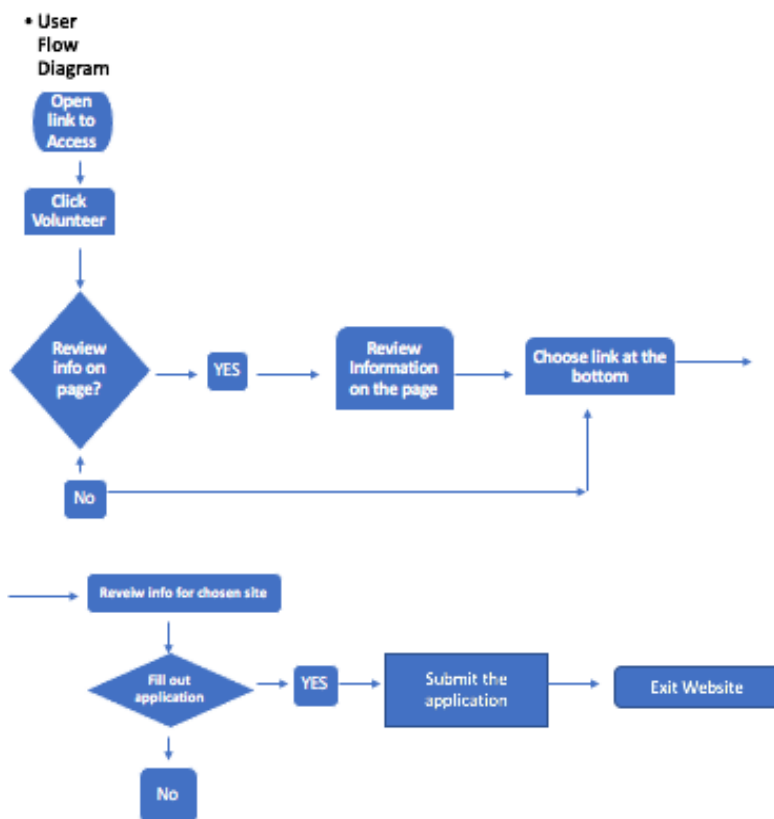 • User
Flow
Diagram
Open
link to
Access
Click
Volunteer
Review
info on
page?
YES
Review
Information
on the page
Choose link at the
bottom
No
Reveiw info for chosen site
Fill out
application
YES
Submit the
application
Exit Website
No